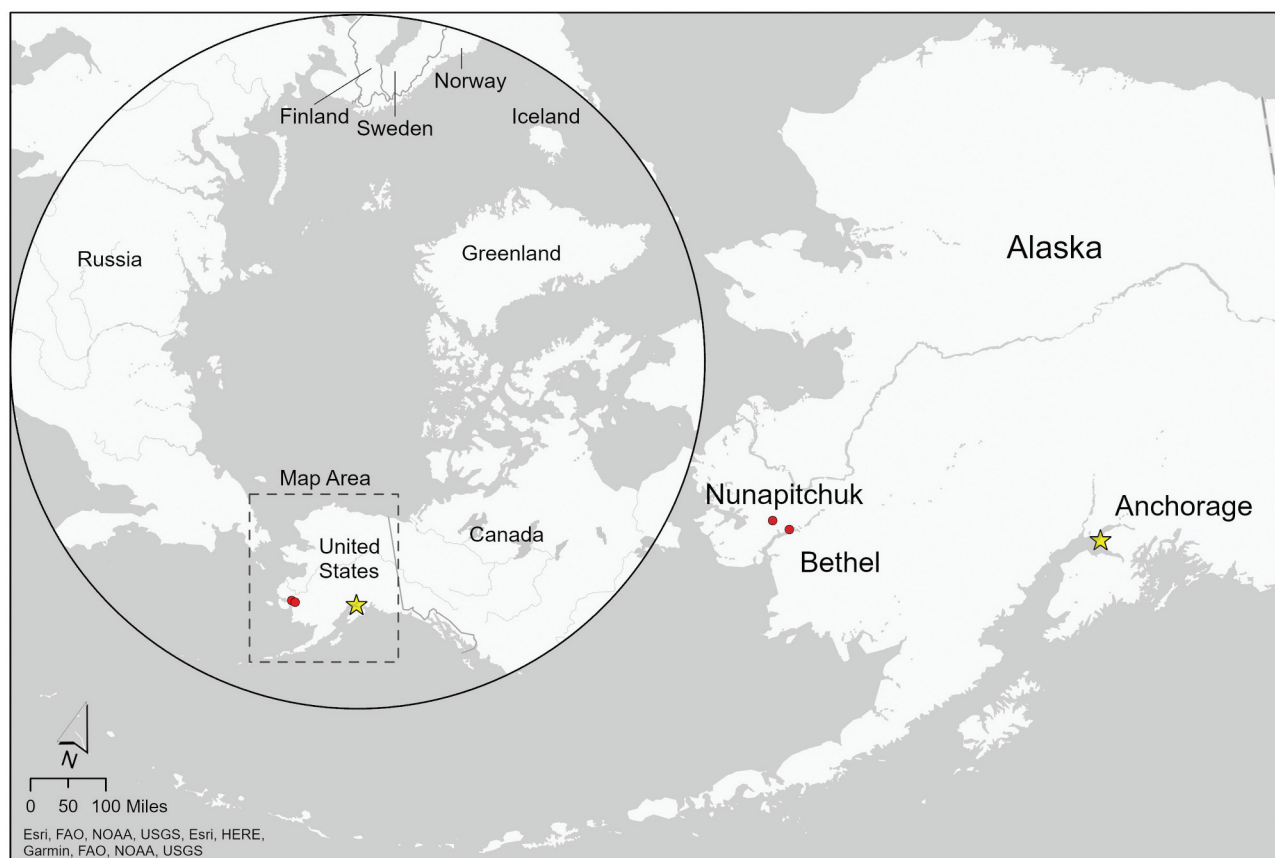 Norway
Finland
Sweden
Iceland
Russia
Greenland
Alaska
Map Area
Nunapitchuk
Anchorage
Canada
United
States
Bethel
N
0 50 100 Miles
Esri, FAO, NOAA, USGS, Esri, HERE,
Garmin, FAO, NOAA, USGS